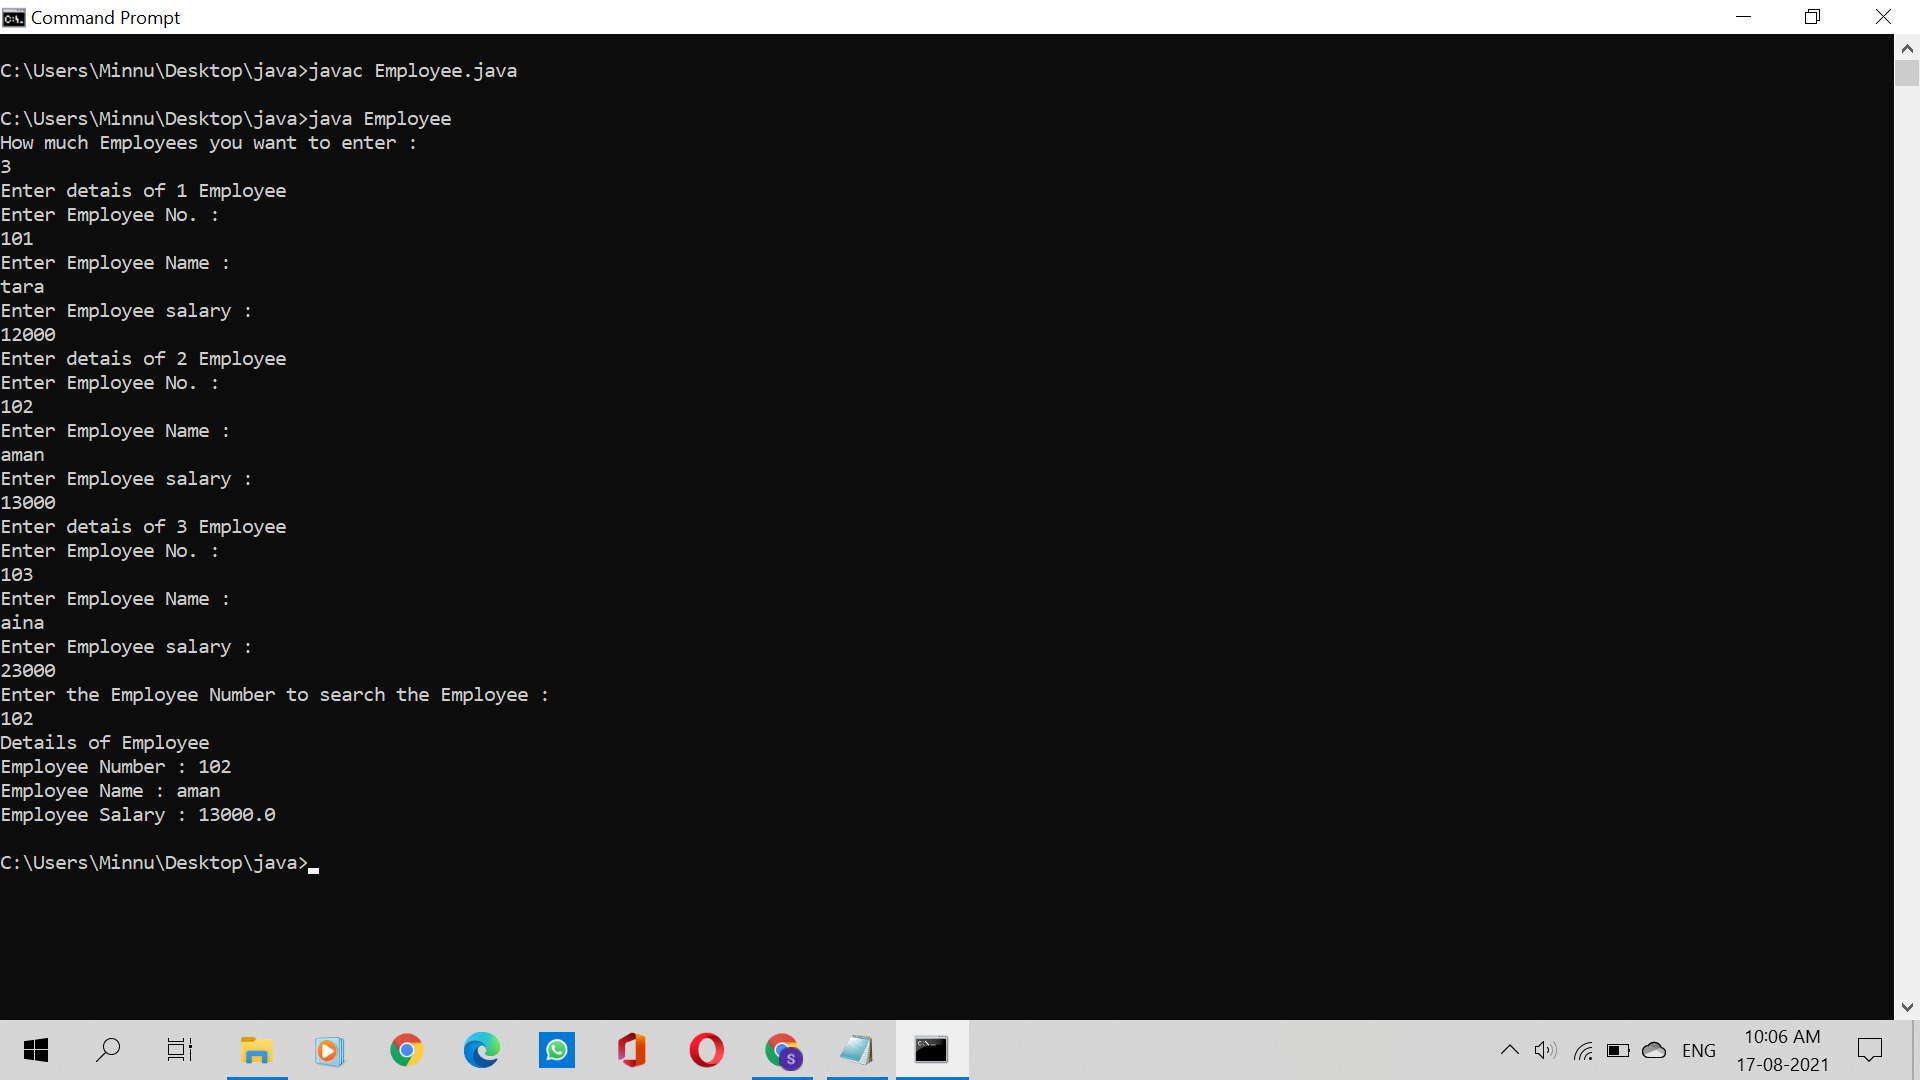 Command Prompt
C:\Users\Minnu\Desktop\java>javac Employee.java
C:\Users\Minnu\Desktop\java>java Employee
How much Employees you want to enter :
3
Enter detais of 1 Employee
Enter Employee No. :
101
Enter Employee Name :
tara
Enter Employee salary :
12000
Enter detais of 2 Employee
Enter Employee No. :
102
Enter Employee Name :
aman
Enter Employee salary :
13000
Enter detais of 3 Employee
Enter Employee No. :
103
Enter Employee Name :
aina
Enter Employee salary :
23000
Enter the Employee Number to search the Employee :
102
Details of Employee
Employee Number : 102
Employee Name : aman
Employee Salary : 13000.0
C:\Users\Minnu\Desktop\java>
S
ENG
10:06 AM
17-08-2021